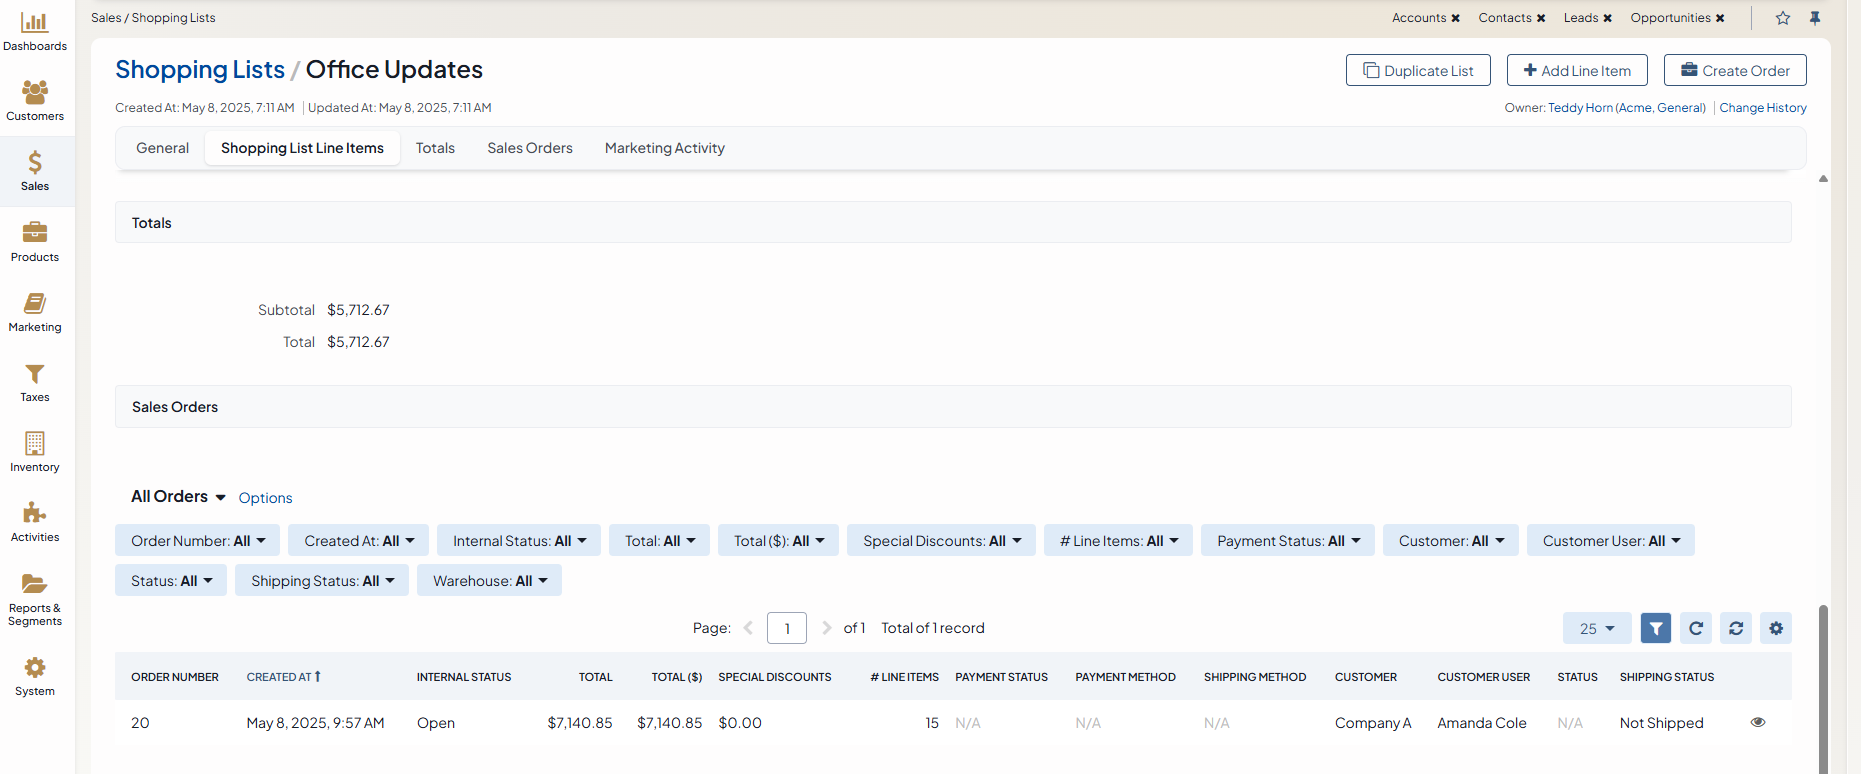 Dashboards
Customers
Sales
Products
Marketing
Taxes
Inventory
Activities
Reports &
Segments
System
Sales / Shopping Lists
Accounts ✖ Contacts ✖ Leads ✖ Opportunities ✖
Shopping Lists / Office Updates
Duplicate List
Add Line Item
Create Order
Created At: May 8, 2025, 7:11 AM | Updated At: May 8, 2025, 7:11 AM
Owner: Teddy Horn (Acme, General) | Change History
General Shopping List Line Items Totals Sales Orders Marketing Activity
Totals
Subtotal $5,712.67
Total $5,712.67
Sales Orders
All Orders Options
Order Number: All Created At: All Internal Status: All Total: All Total ($): All Special Discounts: All # Line Items: All Payment Status: All Customer: All Customer User: All
Status: All Shipping Status: All Warehouse: All
Page: 1 of 1 Total of 1 record 25
ORDER NUMBER CREATED AT INTERNAL STATUS TOTAL TOTAL ($) SPECIAL DISCOUNTS # LINE ITEMS PAYMENT STATUS PAYMENT METHOD SHIPPING METHOD CUSTOMER CUSTOMER USER STATUS SHIPPING STATUS
20 May 8, 2025, 9:57 AM Open $7,140.85 $7,140.85 $0.00 15 N/A N/A N/A Company A Amanda Cole N/A Not Shipped